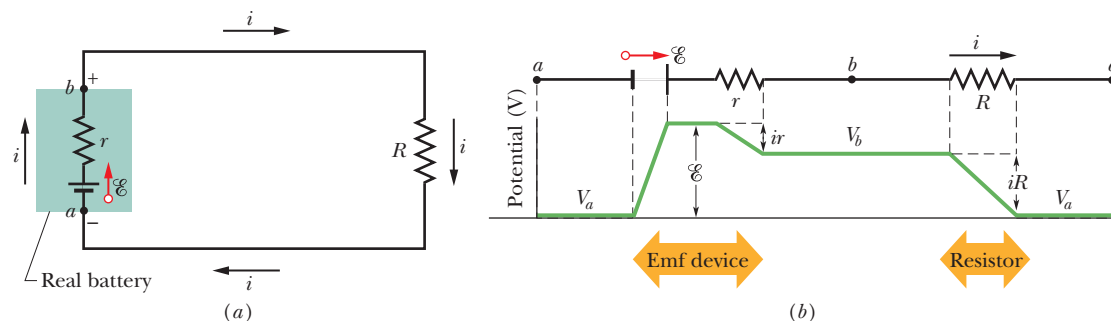 i
b
+
r
i
ℰ
a
−
R
i
Real battery
i
(a)
Potential (V)
a
ℰ
r
b
i
R
a
ir
V_b
ℰ
iR
V_a
V_a
Emf device
Resistor
(b)